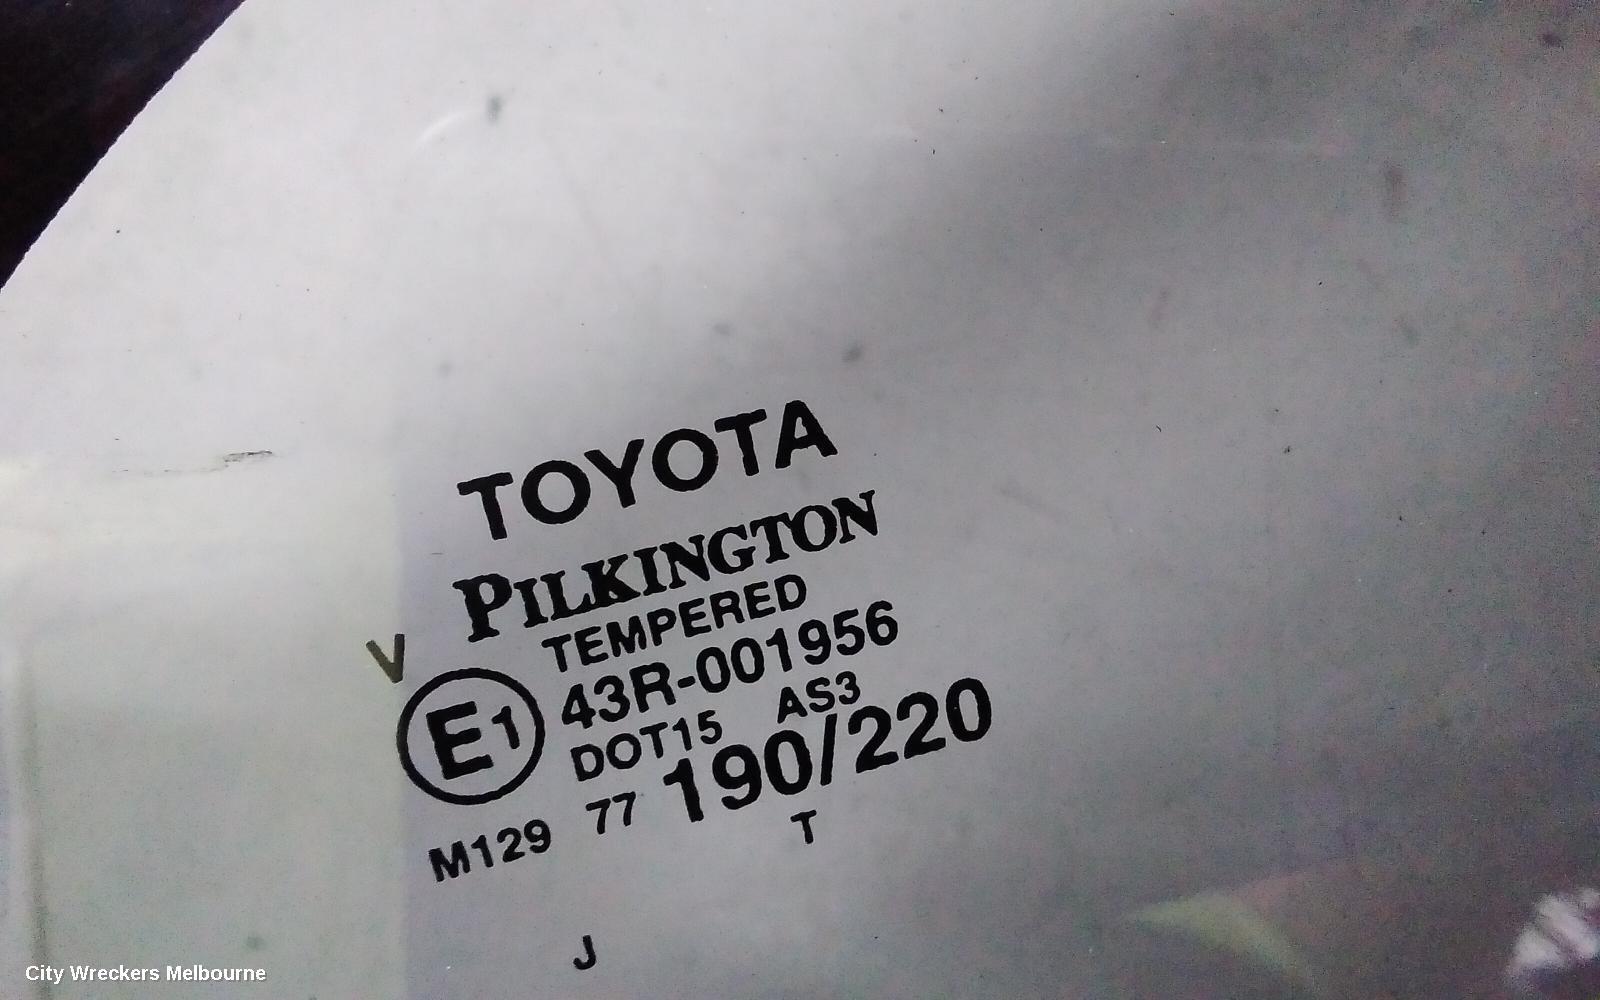 TOYOTA
PILKINGTON
TEMPERED
V
E1 43R-001956
DOT15 AS3
M129 77 190/220
T
J
City Wreckers Melbourne